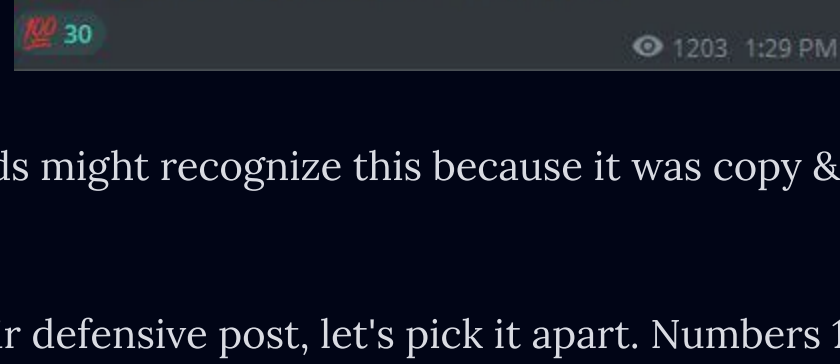 💯 30
1203 1:29 PM
might recognize this because it was copy &
defensive post, let's pick it apart. Numbers